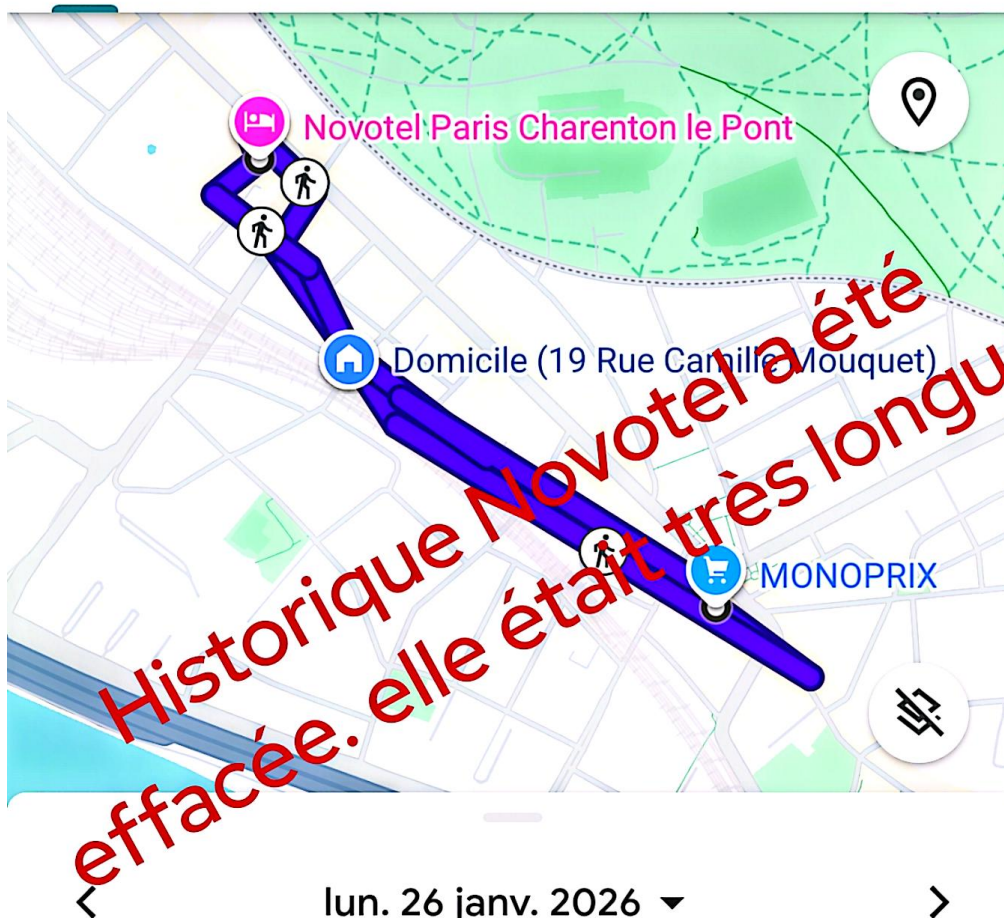 Novotel Paris Charenton le Pont
Domicile (19 Rue Camille Mouquet)
MONOPRIX
Historique Novotel a été
effacée. elle était très longu
lun. 26 janv. 2026